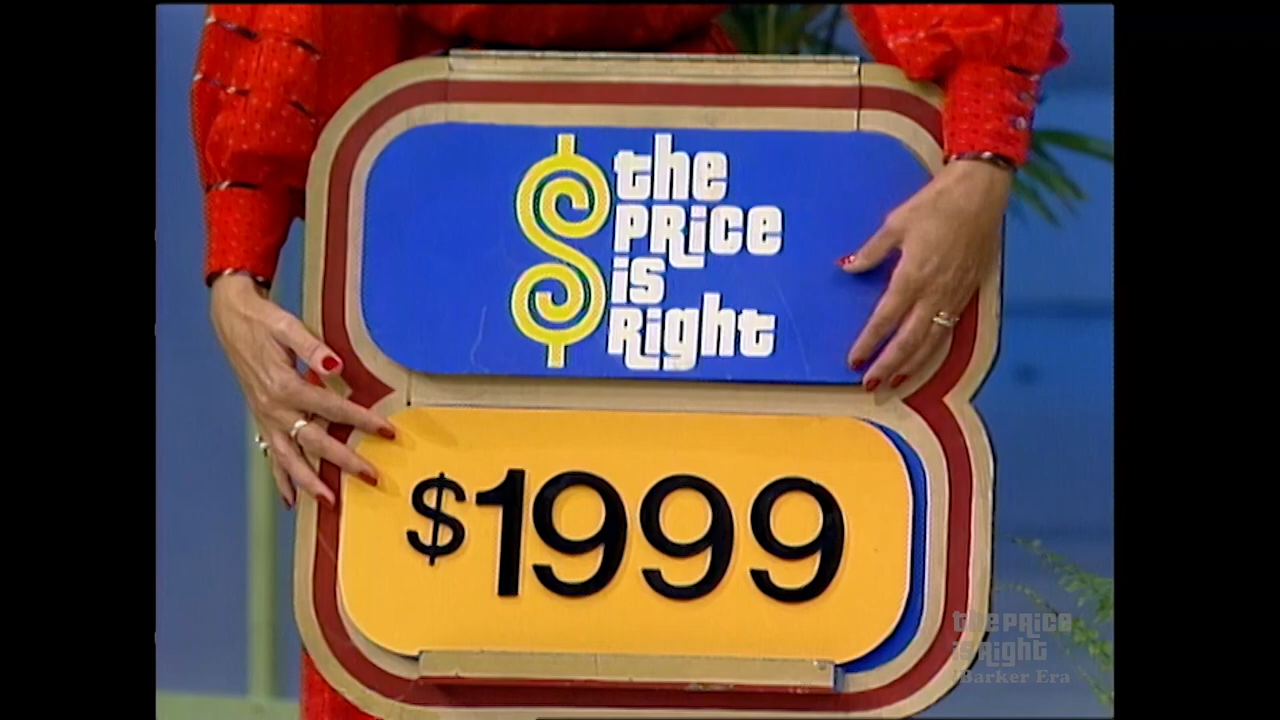 the
PRice
is
Right
$1999
the PRice
is Right
Barker Era